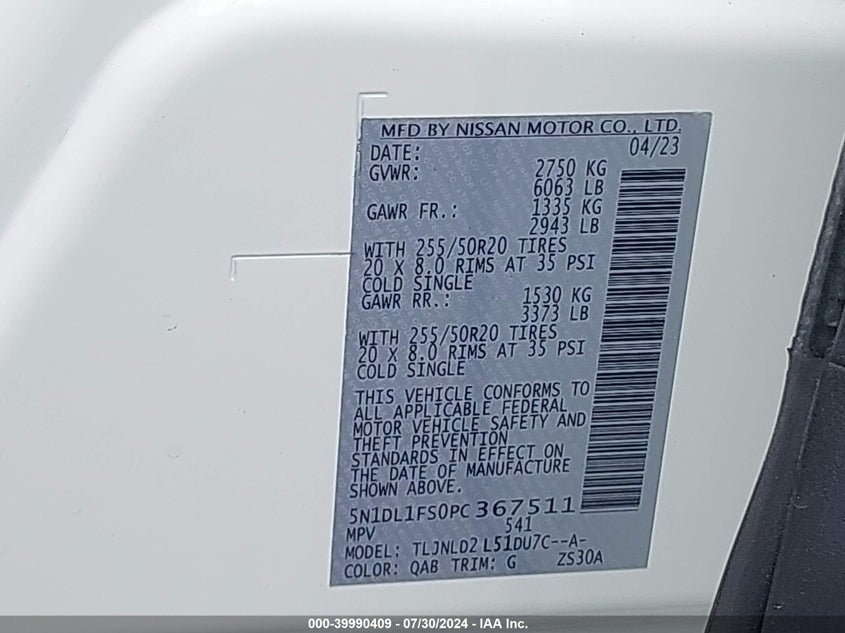 MFD BY NISSAN MOTOR CO., LTD.
DATE: 04/23
GVWR: 2750 KG
6063 LB
GAWR FR.: 1335 KG
2943 LB
WITH 255/50R20 TIRES
20 X 8.0 RIMS AT 35 PSI
COLD SINGLE
GAWR RR.: 1530 KG
3373 LB
WITH 255/50R20 TIRES
20 X 8.0 RIMS AT 35 PSI
COLD SINGLE
THIS VEHICLE CONFORMS TO
ALL APPLICABLE FEDERAL
MOTOR VEHICLE SAFETY AND
THEFT PREVENTION
STANDARDS IN EFFECT ON
THE DATE OF MANUFACTURE
SHOWN ABOVE.
5N1DL1FS0PC367511
MPV 541
MODEL: TLJNLD2 L51DU7C--A-
COLOR: QAB TRIM: G ZS30A
000-39990409 - 07/30/2024 - IAA Inc.